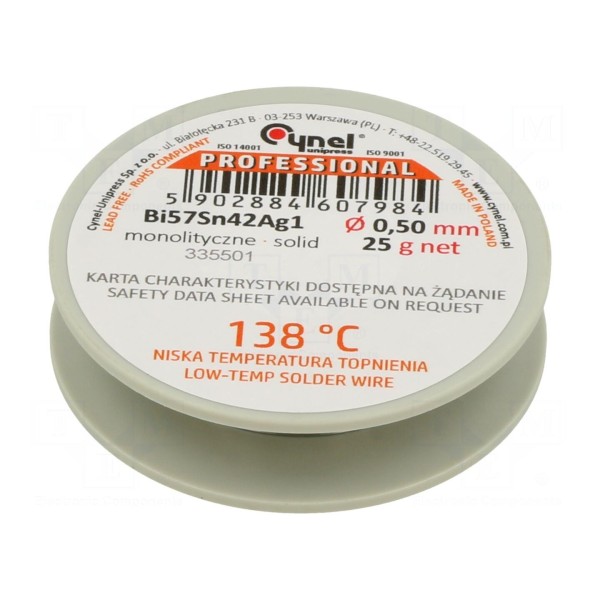 Cynel-Unipress Sp. z o.o. · ul. Białołęcka 231 B · 03-253 Warszawa (PL) · T: +48-22-519 29 45 · www.cynel.com.pl
LEAD FREE · RoHS COMPLIANT
MADE IN POLAND
Cynel
unipress
ISO 14001
ISO 9001
PROFESSIONAL
5 902884 607984
Bi57Sn42Ag1
Ø 0,50 mm
monolityczne · solid
25 g net
335501
KARTA CHARAKTERYSTYKI DOSTĘPNA NA ŻĄDANIE
SAFETY DATA SHEET AVAILABLE ON REQUEST
138 °C
NISKA TEMPERATURA TOPNIENIA
LOW-TEMP SOLDER WIRE